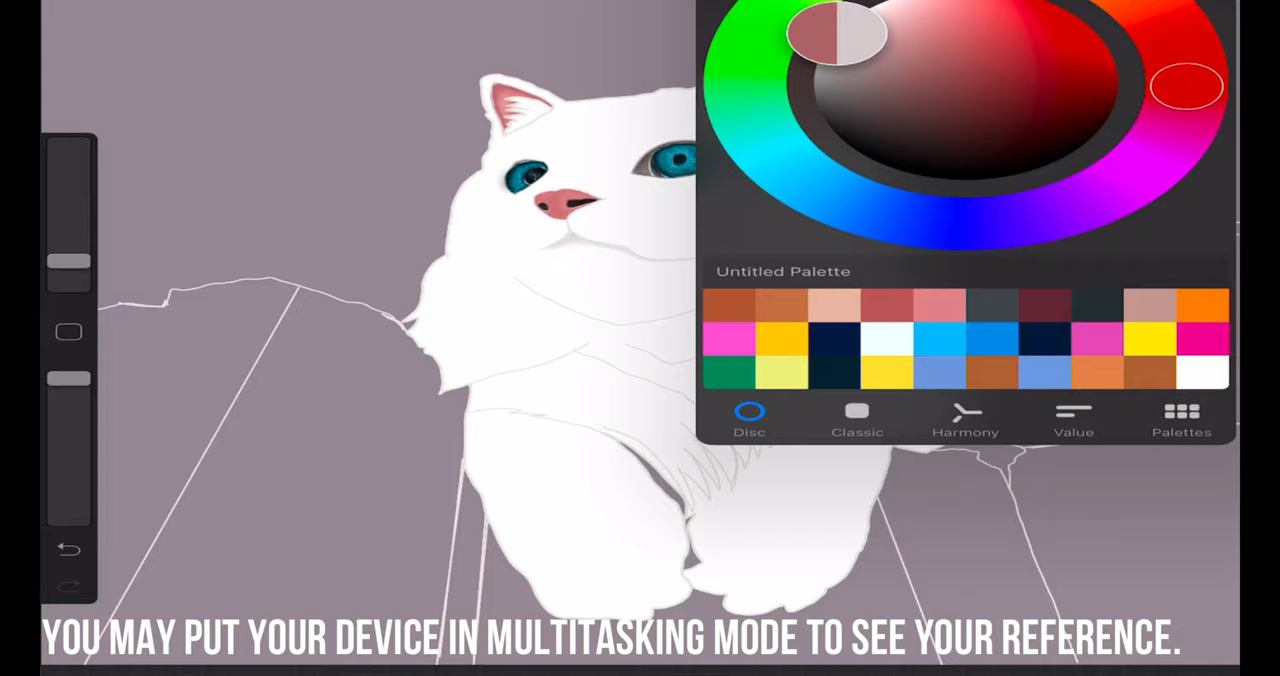 Untitled Palette
Disc Classic Harmony Value Palettes
YOU MAY PUT YOUR DEVICE IN MULTITASKING MODE TO SEE YOUR REFERENCE.